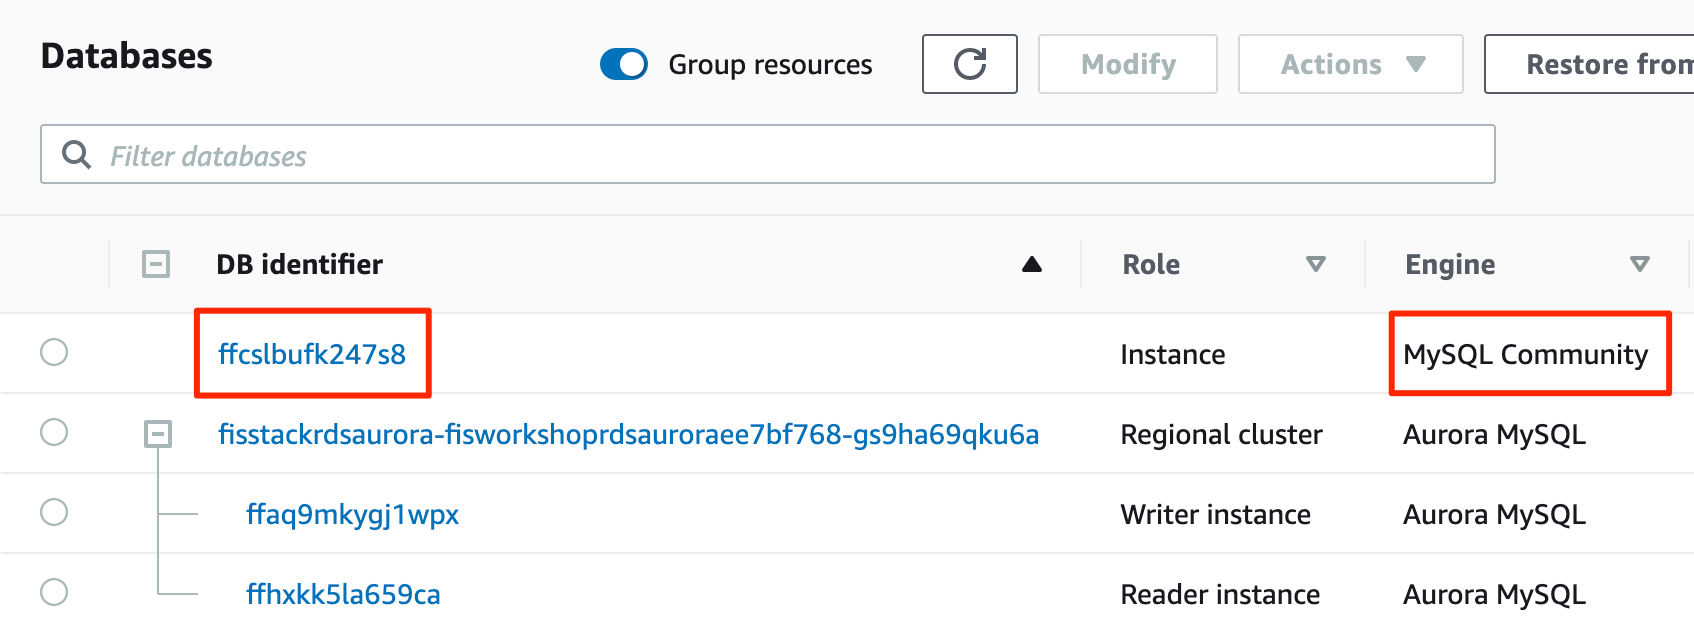 Databases
Group resources
Modify
Actions
Restore from
Filter databases
DB identifier Role Engine
ffcslbufk247s8 Instance MySQL Community
fisstackrdsaurora-fisworkshoprdsauroraee7bf768-gs9ha69qku6a Regional cluster Aurora MySQL
ffaq9mkygj1wpx Writer instance Aurora MySQL
ffhxkk5la659ca Reader instance Aurora MySQL